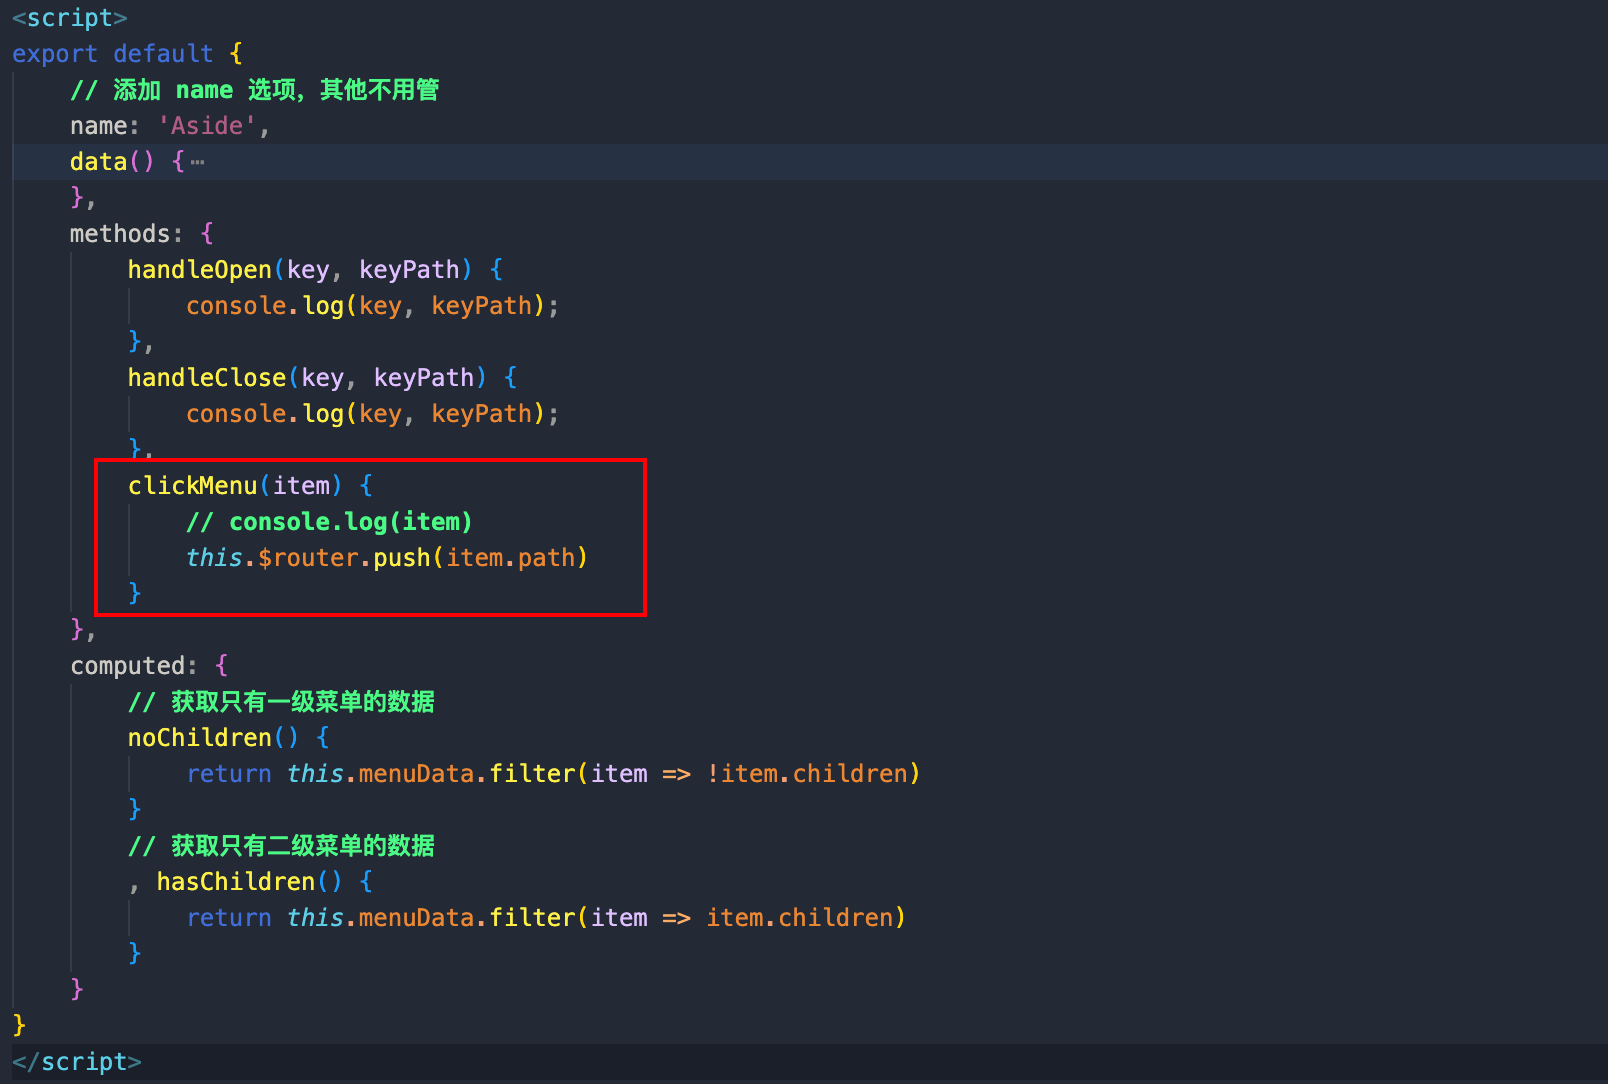 <script>
export default {
    // 添加 name 选项，其他不用管
    name: 'Aside',
    data() { ⋯
    },
    methods: {
        handleOpen(key, keyPath) {
            console.log(key, keyPath);
        },
        handleClose(key, keyPath) {
            console.log(key, keyPath);
        },
        clickMenu(item) {
            // console.log(item)
            this.$router.push(item.path)
        }
    },
    computed: {
        // 获取只有一级菜单的数据
        noChildren() {
            return this.menuData.filter(item => !item.children)
        }
        // 获取只有二级菜单的数据
        , hasChildren() {
            return this.menuData.filter(item => item.children)
        }
    }
}
</script>